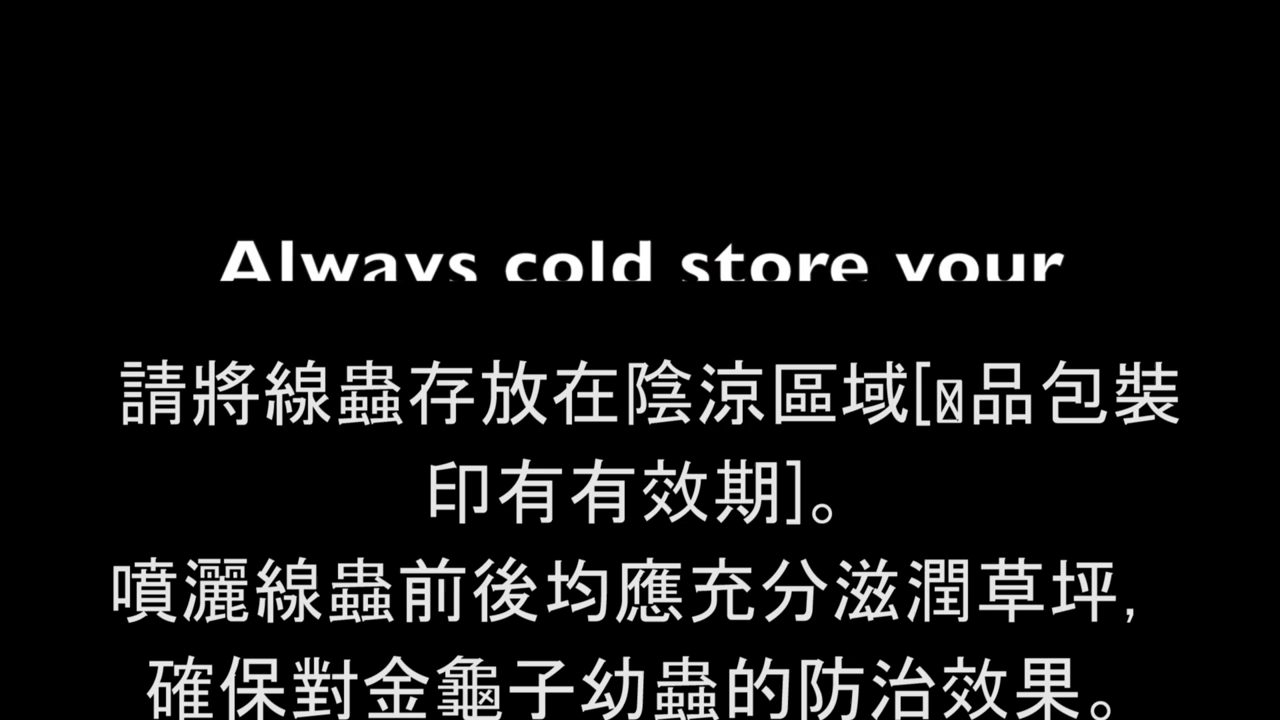 Always cold store your
請將線蟲存放在陰涼區域[品包裝
印有有效期]。
噴灑線蟲前後均應充分滋潤草坪,
確保對金龜子幼蟲的防治效果。